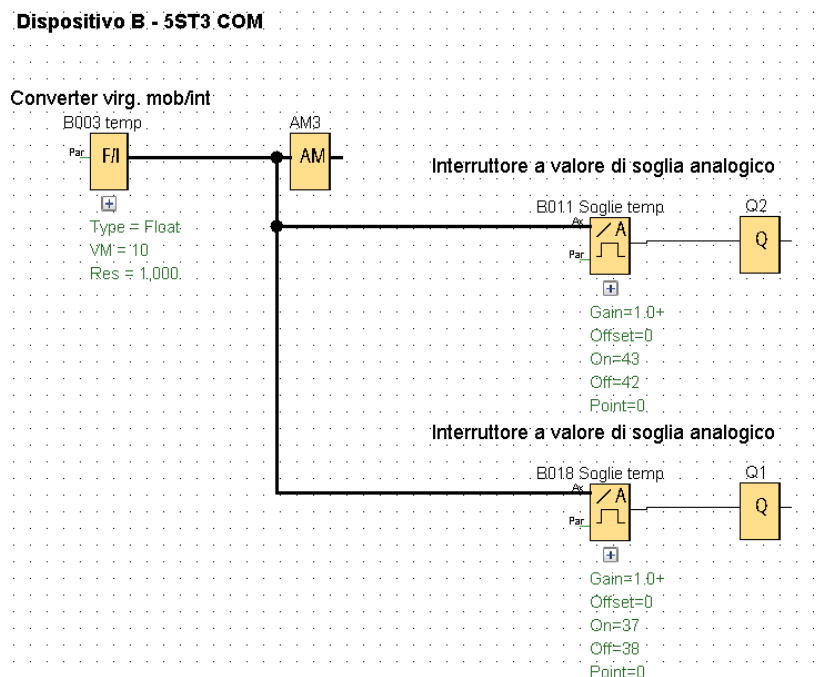 Dispositivo B - 5ST3 COM
Converter virg. mob/int
B003 temp
AM3
Par
F/I
AM
Type = Float
VM = 10
Res = 1,000.
Interruttore a valore di soglia analogico
B011 Soglie temp
Q2
Ax
A
Par
Q
Gain=1.0+
Offset=0
On=43
Off=42
Point=0
Interruttore a valore di soglia analogico
B018 Soglie temp
Q1
Ax
A
Par
Q
Gain=1.0+
Offset=0
On=37
Off=38
Point=0